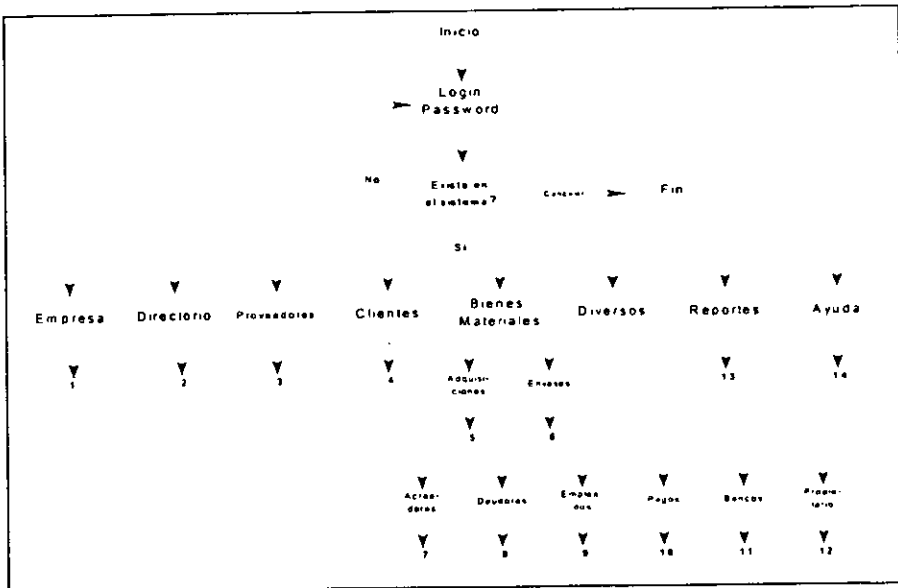 Inicio
Login
Password
No
Existe en
el sistema?
Cancelar
Fin
Si
Empresa
Directorio
Proveedores
Clientes
Bienes
Materiales
Diversos
Reportes
Ayuda
1
2
3
4
Adquisi-
ciones
Envases
13
14
5
6
Acree-
dores
Deudores
Emplea-
dos
Pagos
Bancos
Propie-
tario
7
8
9
10
11
12